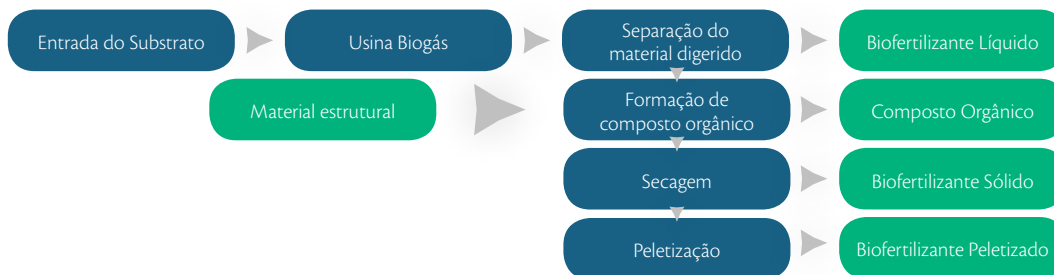 Entrada do Substrato
Usina Biogás
Separação do
material digerido
Biofertilizante Líquido
Material estrutural
Formação de
composto orgânico
Composto Orgânico
Secagem
Biofertilizante Sólido
Peletização
Biofertilizante Peletizado